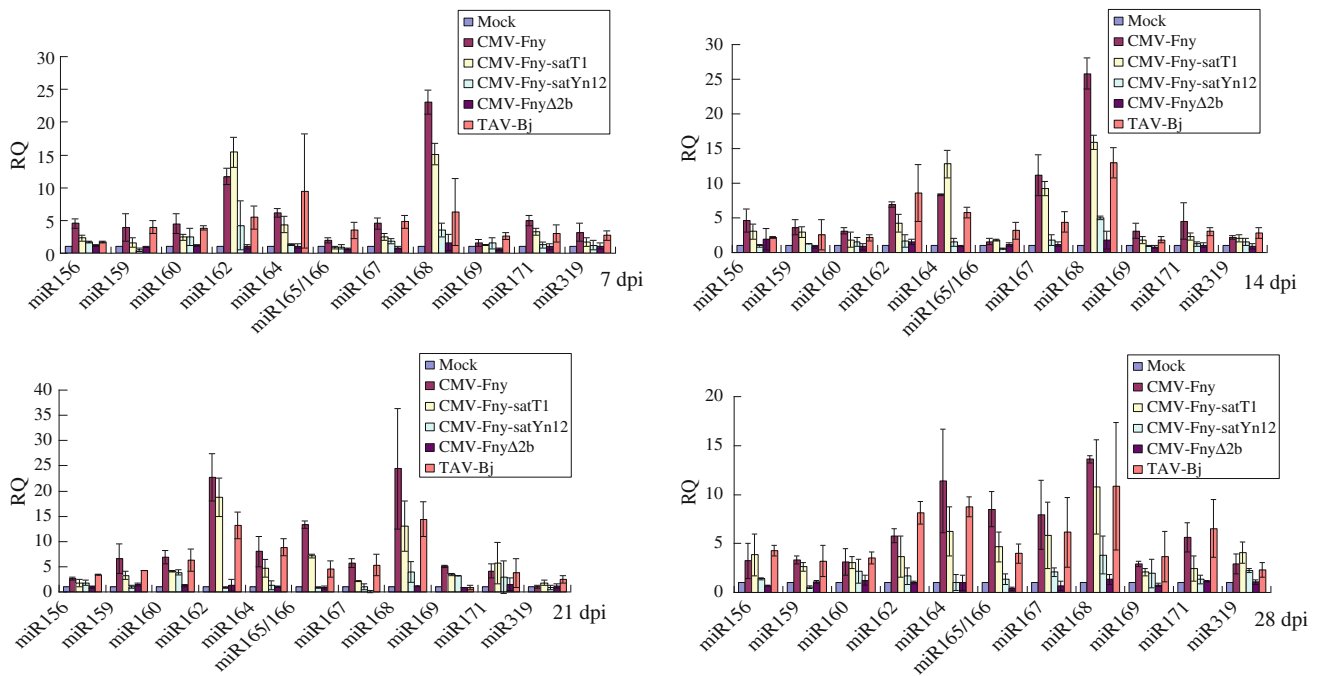 Mock
CMV-Fny
CMV-Fny-satT1
CMV-Fny-satYn12
CMV-FnyΔ2b
TAV-Bj
RQ
30
25
20
15
10
5
0
miR156
miR159
miR160
miR162
miR164
miR165/166
miR167
miR168
miR169
miR171
miR319
7 dpi
Mock
CMV-Fny
CMV-Fny-satT1
CMV-Fny-satYn12
CMV-FnyΔ2b
TAV-Bj
RQ
30
25
20
15
10
5
0
miR156
miR159
miR160
miR162
miR164
miR165/166
miR167
miR168
miR169
miR171
miR319
14 dpi
Mock
CMV-Fny
CMV-Fny-satT1
CMV-Fny-satYn12
CMV-FnyΔ2b
TAV-Bj
RQ
40
35
30
25
20
15
10
5
0
miR156
miR159
miR160
miR162
miR164
miR165/166
miR167
miR168
miR169
miR171
miR319
21 dpi
Mock
CMV-Fny
CMV-Fny-satT1
CMV-Fny-satYn12
CMV-FnyΔ2b
TAV-Bj
RQ
20
15
10
5
0
miR156
miR159
miR160
miR162
miR164
miR165/166
miR167
miR168
miR169
miR171
miR319
28 dpi